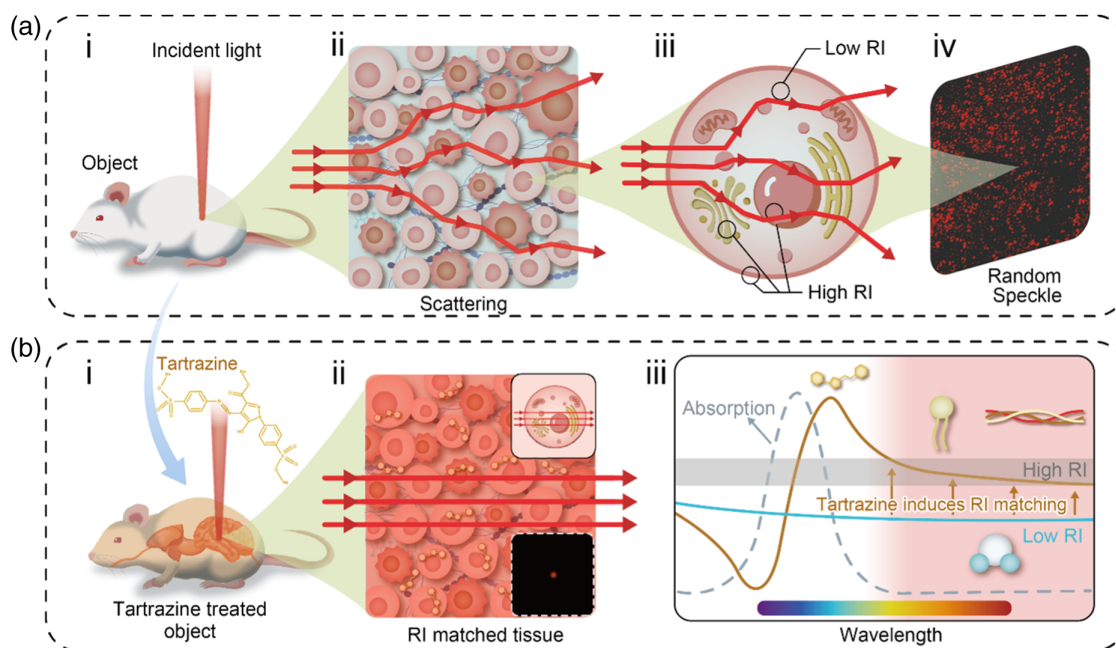 (a)
i
Incident light
Object
ii
Scattering
iii
Low RI
High RI
iv
Random
Speckle
(b)
i
Tartrazine
Tartrazine treated
object
ii
RI matched tissue
iii
Absorption
High RI
Tartrazine induces RI matching
Low RI
Wavelength